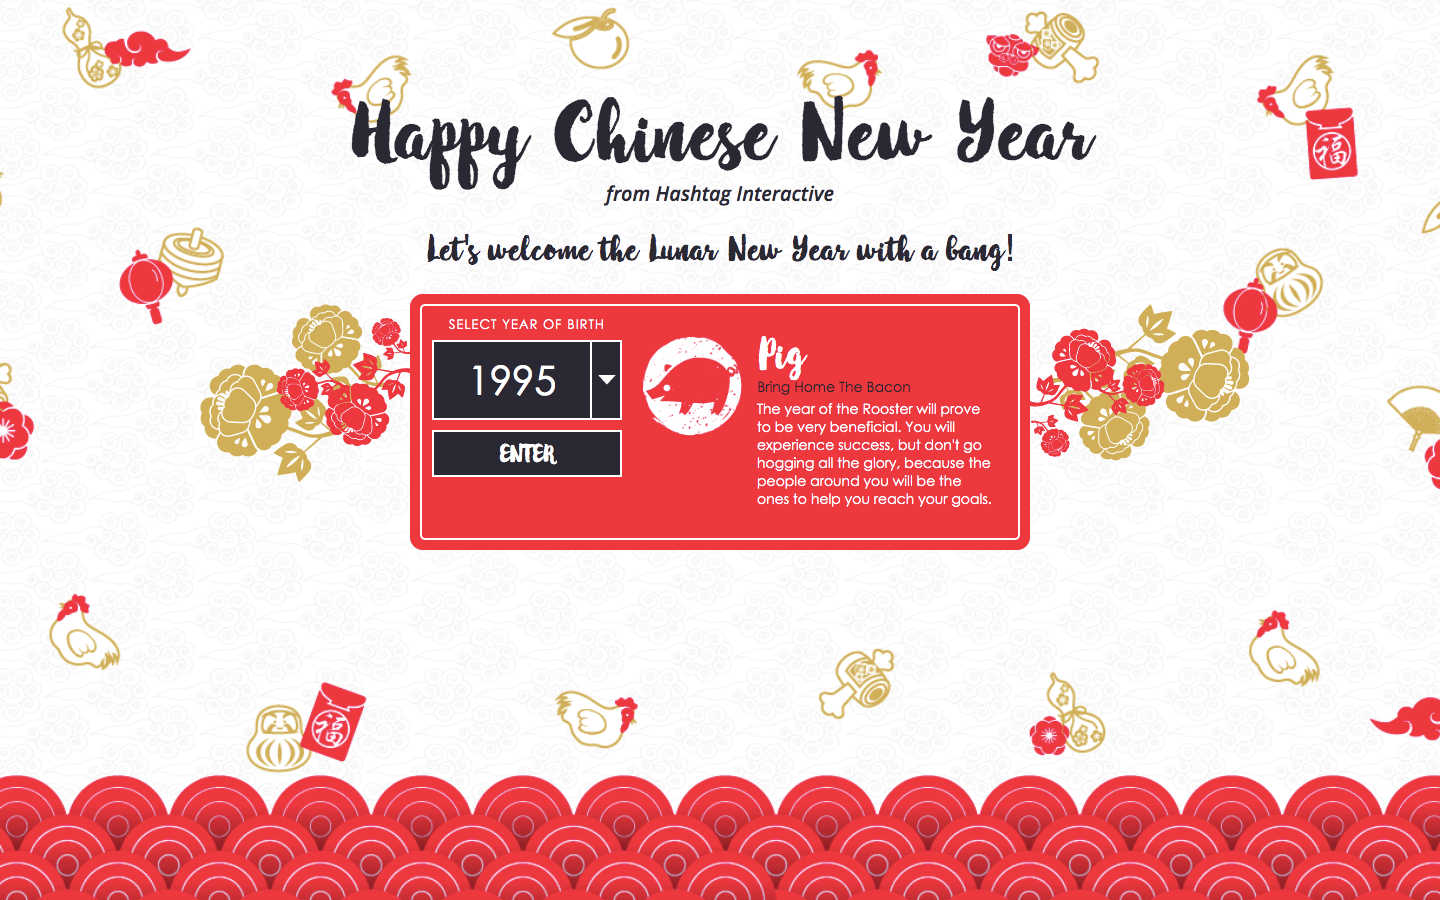 Happy Chinese New Year
from Hashtag Interactive
Let's welcome the Lunar New Year with a bang!
SELECT YEAR OF BIRTH
1995
ENTER
Pig
Bring Home The Bacon
The year of the Rooster will prove
to be very beneficial. You will
experience success, but don't go
hogging all the glory, because the
people around you will be the
ones to help you reach your goals.
福
福